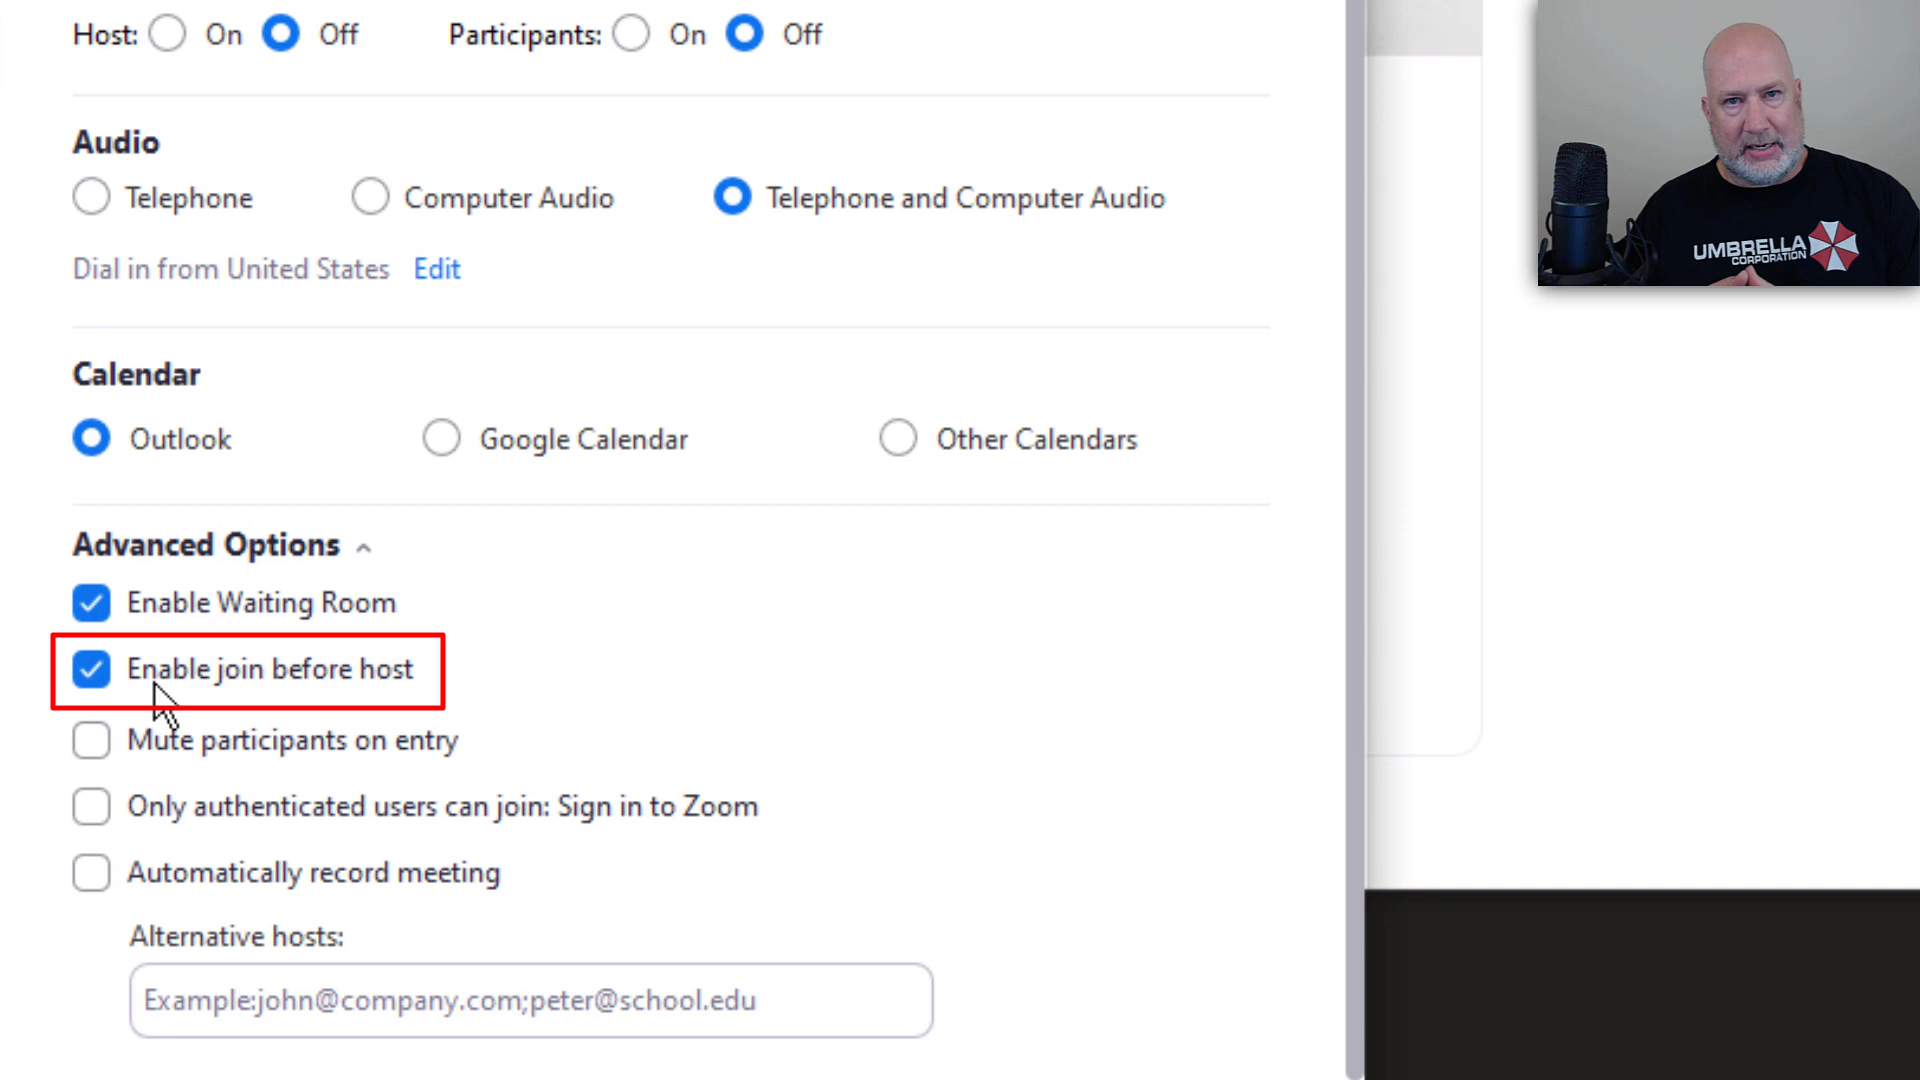 Host: On Off Participants: On Off
Audio
Telephone Computer Audio Telephone and Computer Audio
Dial in from United States Edit
Calendar
Outlook Google Calendar Other Calendars
Advanced Options
Enable Waiting Room
Enable join before host
Mute participants on entry
Only authenticated users can join: Sign in to Zoom
Automatically record meeting
Alternative hosts:
Example:john@company.com;peter@school.edu
UMBRELLA
CORPORATION